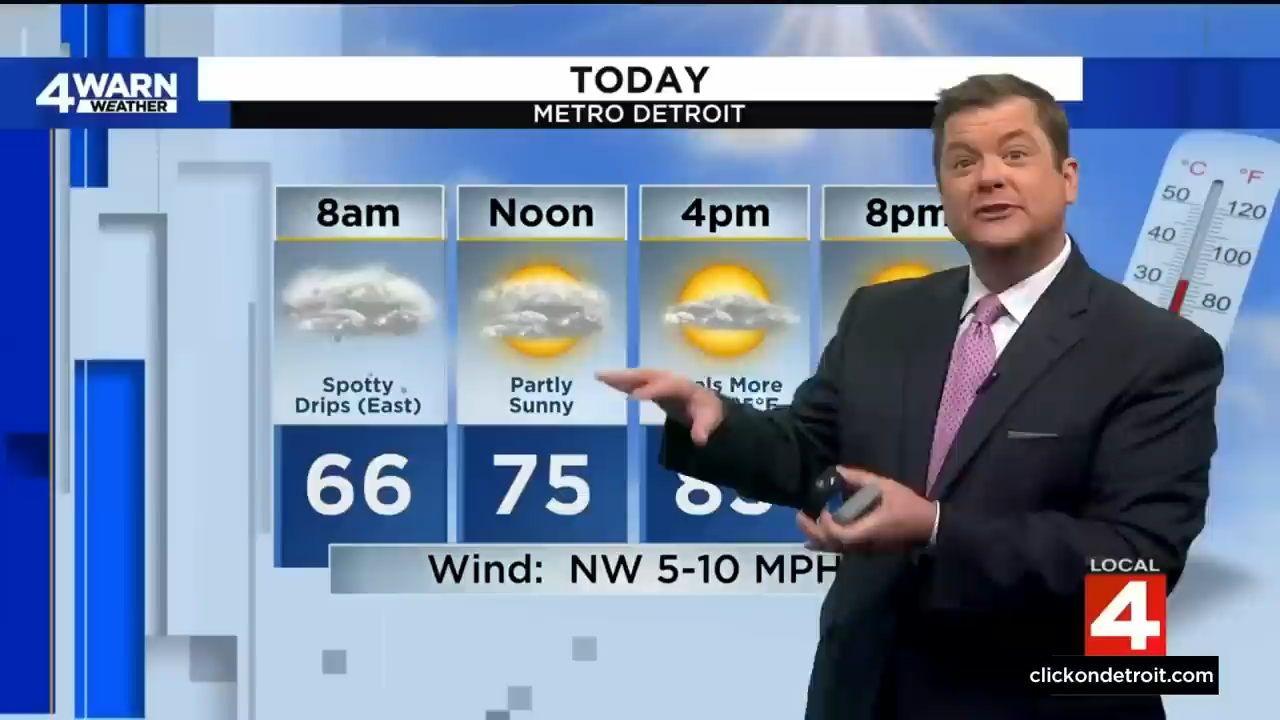 4WARN
WEATHER
TODAY
METRO DETROIT
8am
Noon
4pm
8pm
Spotty
Drips (East)
Partly
Sunny
More
66
75
Wind: NW 5-10 MPH
°C °F
50
120
40
100
30
80
LOCAL
4
clickondetroit.com